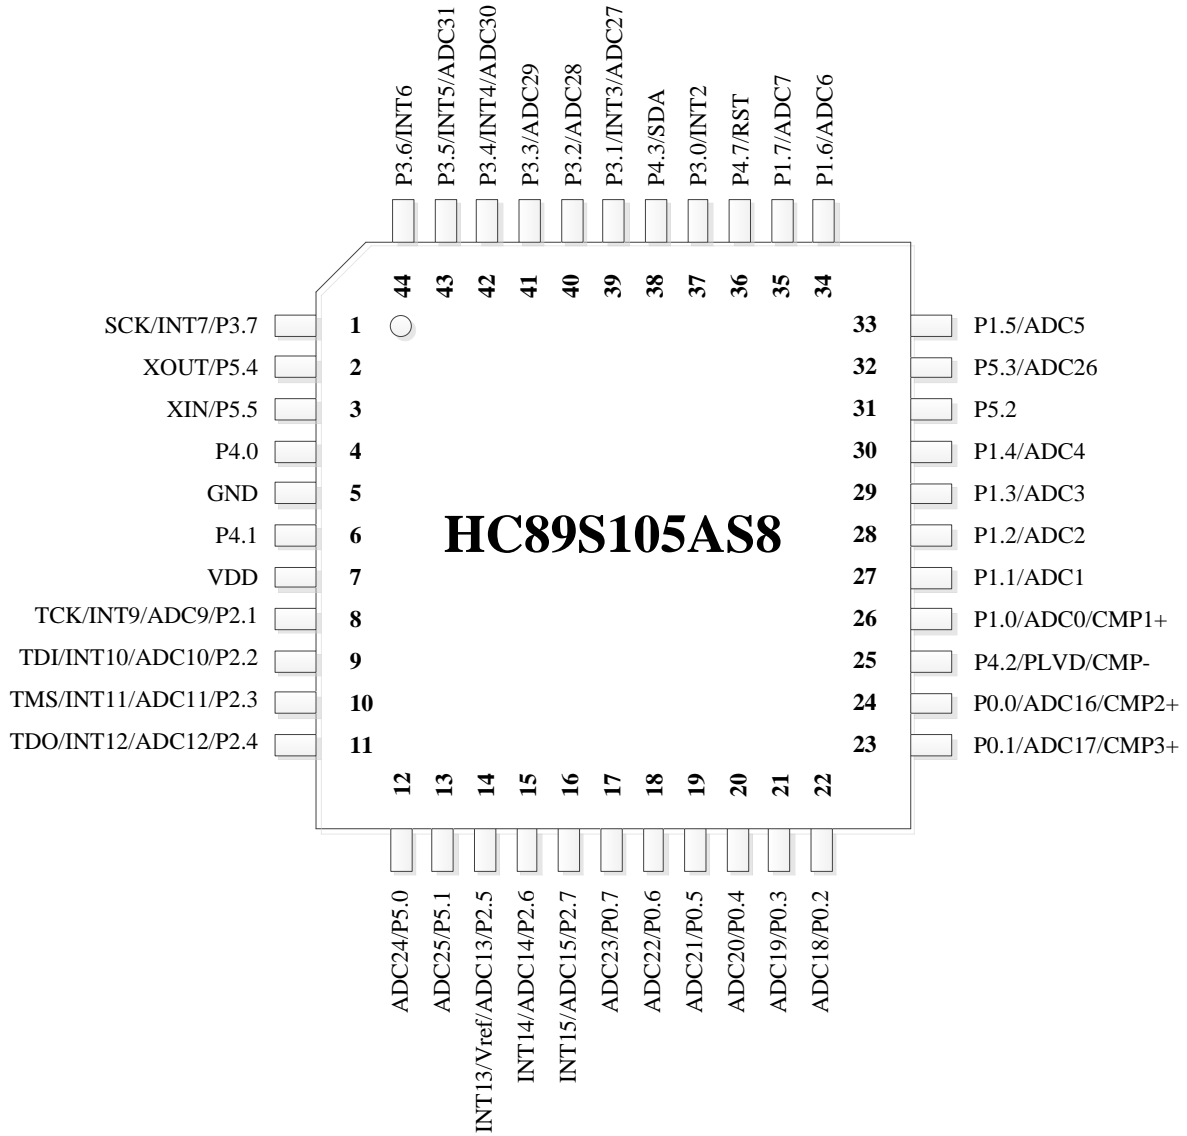 P3.6/INT6
P3.5/INT5/ADC31
P3.4/INT4/ADC30
P3.3/ADC29
P3.2/ADC28
P3.1/INT3/ADC27
P4.3/SDA
P3.0/INT2
P4.7/RST
P1.7/ADC7
P1.6/ADC6
44
43
42
41
40
39
38
37
36
35
34
SCK/INT7/P3.7 1
XOUT/P5.4 2
XIN/P5.5 3
P4.0 4
GND 5
P4.1 6
VDD 7
TCK/INT9/ADC9/P2.1 8
TDI/INT10/ADC10/P2.2 9
TMS/INT11/ADC11/P2.3 10
TDO/INT12/ADC12/P2.4 11
HC89S105AS8
33 P1.5/ADC5
32 P5.3/ADC26
31 P5.2
30 P1.4/ADC4
29 P1.3/ADC3
28 P1.2/ADC2
27 P1.1/ADC1
26 P1.0/ADC0/CMP1+
25 P4.2/PLVD/CMP-
24 P0.0/ADC16/CMP2+
23 P0.1/ADC17/CMP3+
12
13
14
15
16
17
18
19
20
21
22
ADC24/P5.0
ADC25/P5.1
INT13/Vref/ADC13/P2.5
INT14/ADC14/P2.6
INT15/ADC15/P2.7
ADC23/P0.7
ADC22/P0.6
ADC21/P0.5
ADC20/P0.4
ADC19/P0.3
ADC18/P0.2